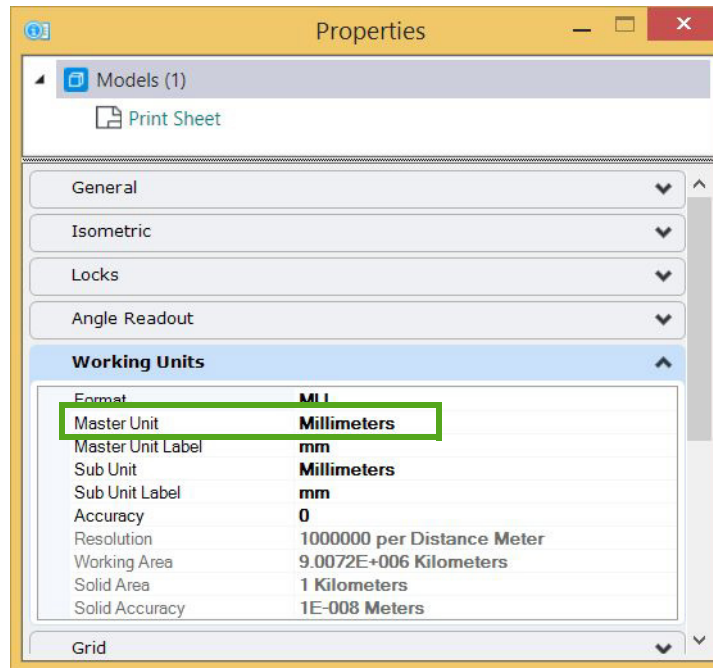 Properties
Models (1)
Print Sheet
General
Isometric
Locks
Angle Readout
Working Units
Format MU
Master Unit Millimeters
Master Unit Label mm
Sub Unit Millimeters
Sub Unit Label mm
Accuracy 0
Resolution 1000000 per Distance Meter
Working Area 9.0072E+006 Kilometers
Solid Area 1 Kilometers
Solid Accuracy 1E-008 Meters
Grid